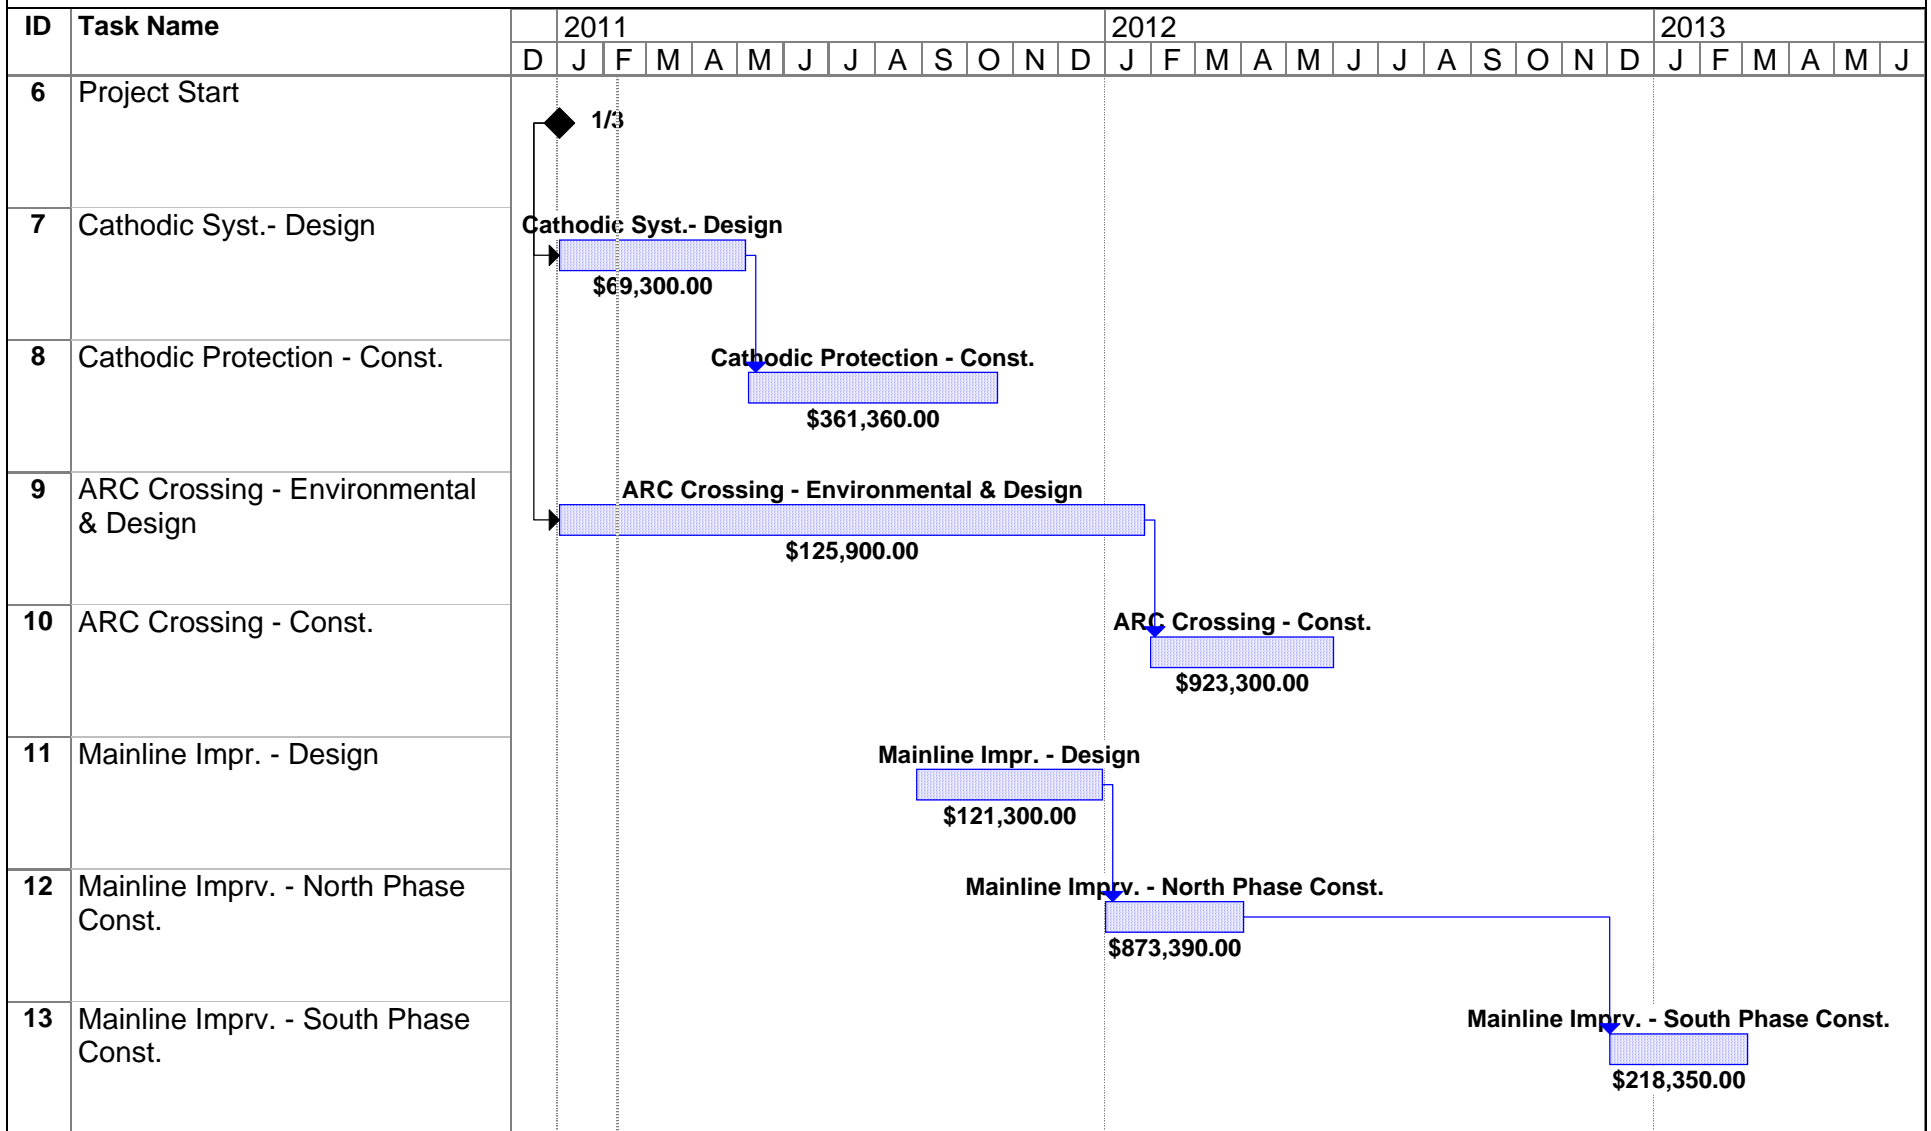 ID Task Name 2011 2012 2013
D J F M A M J J A S O N D J F M A M J J A S O N D J F M A M J
6 Project Start
1/3
7 Cathodic Syst.- Design Cathodic Syst.- Design
$69,300.00
8 Cathodic Protection - Const. Cathodic Protection - Const.
$361,360.00
9 ARC Crossing - Environmental ARC Crossing - Environmental & Design
& Design
$125,900.00
10 ARC Crossing - Const. ARC Crossing - Const.
$923,300.00
11 Mainline Impr. - Design Mainline Impr. - Design
$121,300.00
12 Mainline Imprv. - North Phase Mainline Imprv. - North Phase Const.
Const.
$873,390.00
13 Mainline Imprv. - South Phase Mainline Imprv. - South Phase Const.
Const.
$218,350.00